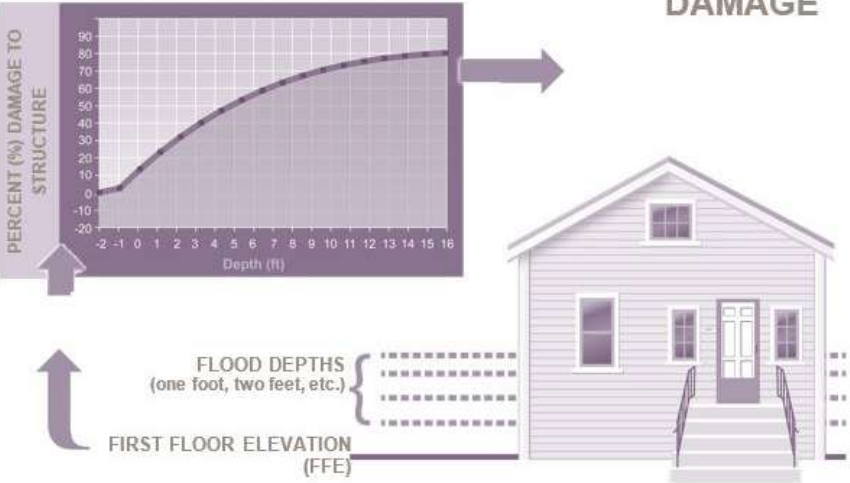 DAMAGE
PERCENT (%) DAMAGE TO
STRUCTURE
90
80
70
60
50
40
30
20
10
0
-10
-20
-2 -1 0 1 2 3 4 5 6 7 8 9 10 11 12 13 14 15 16
Depth (ft)
FLOOD DEPTHS
(one foot, two feet, etc.)
FIRST FLOOR ELEVATION
(FFE)